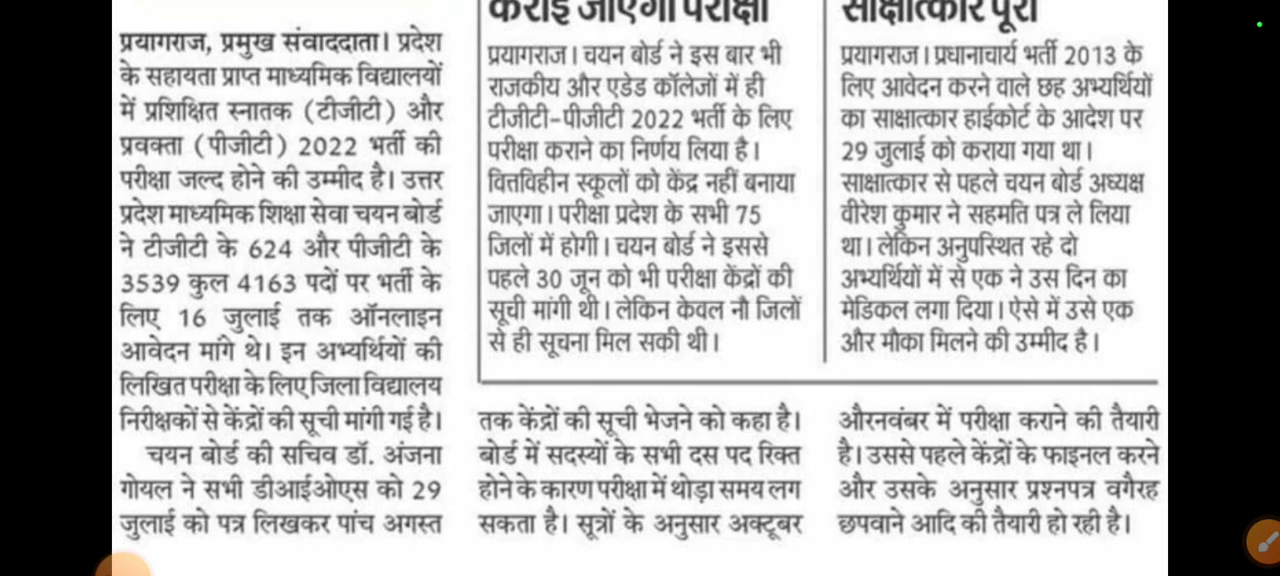 प्रयागराज, प्रमुख संवाददाता। प्रदेश
के सहायता प्राप्त माध्यमिक विद्यालयों
में प्रशिक्षित स्नातक (टीजीटी) और
प्रवक्ता (पीजीटी) 2022 भर्ती की
परीक्षा जल्द होने की उम्मीद है। उत्तर
प्रदेश माध्यमिक शिक्षा सेवा चयन बोर्ड
ने टीजीटी के 624 और पीजीटी के
3539 कुल 4163 पदों पर भर्ती के
लिए 16 जुलाई तक ऑनलाइन
आवेदन मांगे थे। इन अभ्यर्थियों की
लिखित परीक्षा के लिए जिला विद्यालय
निरीक्षकों से केंद्रों की सूची मांगी गई है।
चयन बोर्ड की सचिव डॉ. अंजना
गोयल ने सभी डीआईओएस को 29
जुलाई को पत्र लिखकर पांच अगस्त
कराई जाएगी परीक्षा
प्रयागराज। चयन बोर्ड ने इस बार भी
राजकीय और एडेड कॉलेजों में ही
टीजीटी-पीजीटी 2022 भर्ती के लिए
परीक्षा कराने का निर्णय लिया है।
वित्तविहीन स्कूलों को केंद्र नहीं बनाया
जाएगा। परीक्षा प्रदेश के सभी 75
जिलों में होगी। चयन बोर्ड ने इससे
पहले 30 जून को भी परीक्षा केंद्रों की
सूची मांगी थी। लेकिन केवल नौ जिलों
से ही सूचना मिल सकी थी।
साक्षात्कार पूरा
प्रयागराज। प्रधानाचार्य भर्ती 2013 के
लिए आवेदन करने वाले छह अभ्यर्थियों
का साक्षात्कार हाईकोर्ट के आदेश पर
29 जुलाई को कराया गया था।
साक्षात्कार से पहले चयन बोर्ड अध्यक्ष
वीरेश कुमार ने सहमति पत्र ले लिया
था। लेकिन अनुपस्थित रहे दो
अभ्यर्थियों में से एक ने उस दिन का
मेडिकल लगा दिया। ऐसे में उसे एक
और मौका मिलने की उम्मीद है।
तक केंद्रों की सूची भेजने को कहा है।
बोर्ड में सदस्यों के सभी दस पद रिक्त
होने के कारण परीक्षा में थोड़ा समय लग
सकता है। सूत्रों के अनुसार अक्टूबर
औरनवंबर में परीक्षा कराने की तैयारी
है। उससे पहले केंद्रों के फाइनल करने
और उसके अनुसार प्रश्नपत्र वगैरह
छपवाने आदि की तैयारी हो रही है।